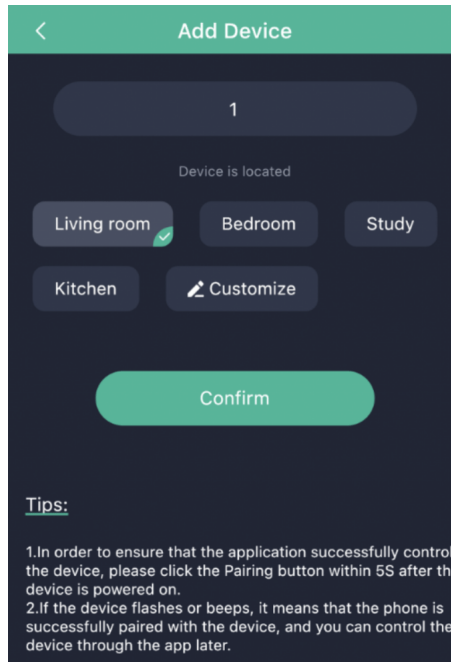 Add Device
1
Device is located
Living room Bedroom Study
Kitchen Customize
Confirm
Tips:
1.In order to ensure that the application successfully control
the device, please click the Pairing button within 5S after th
device is powered on.
2.If the device flashes or beeps, it means that the phone is
successfully paired with the device, and you can control the
device through the app later.